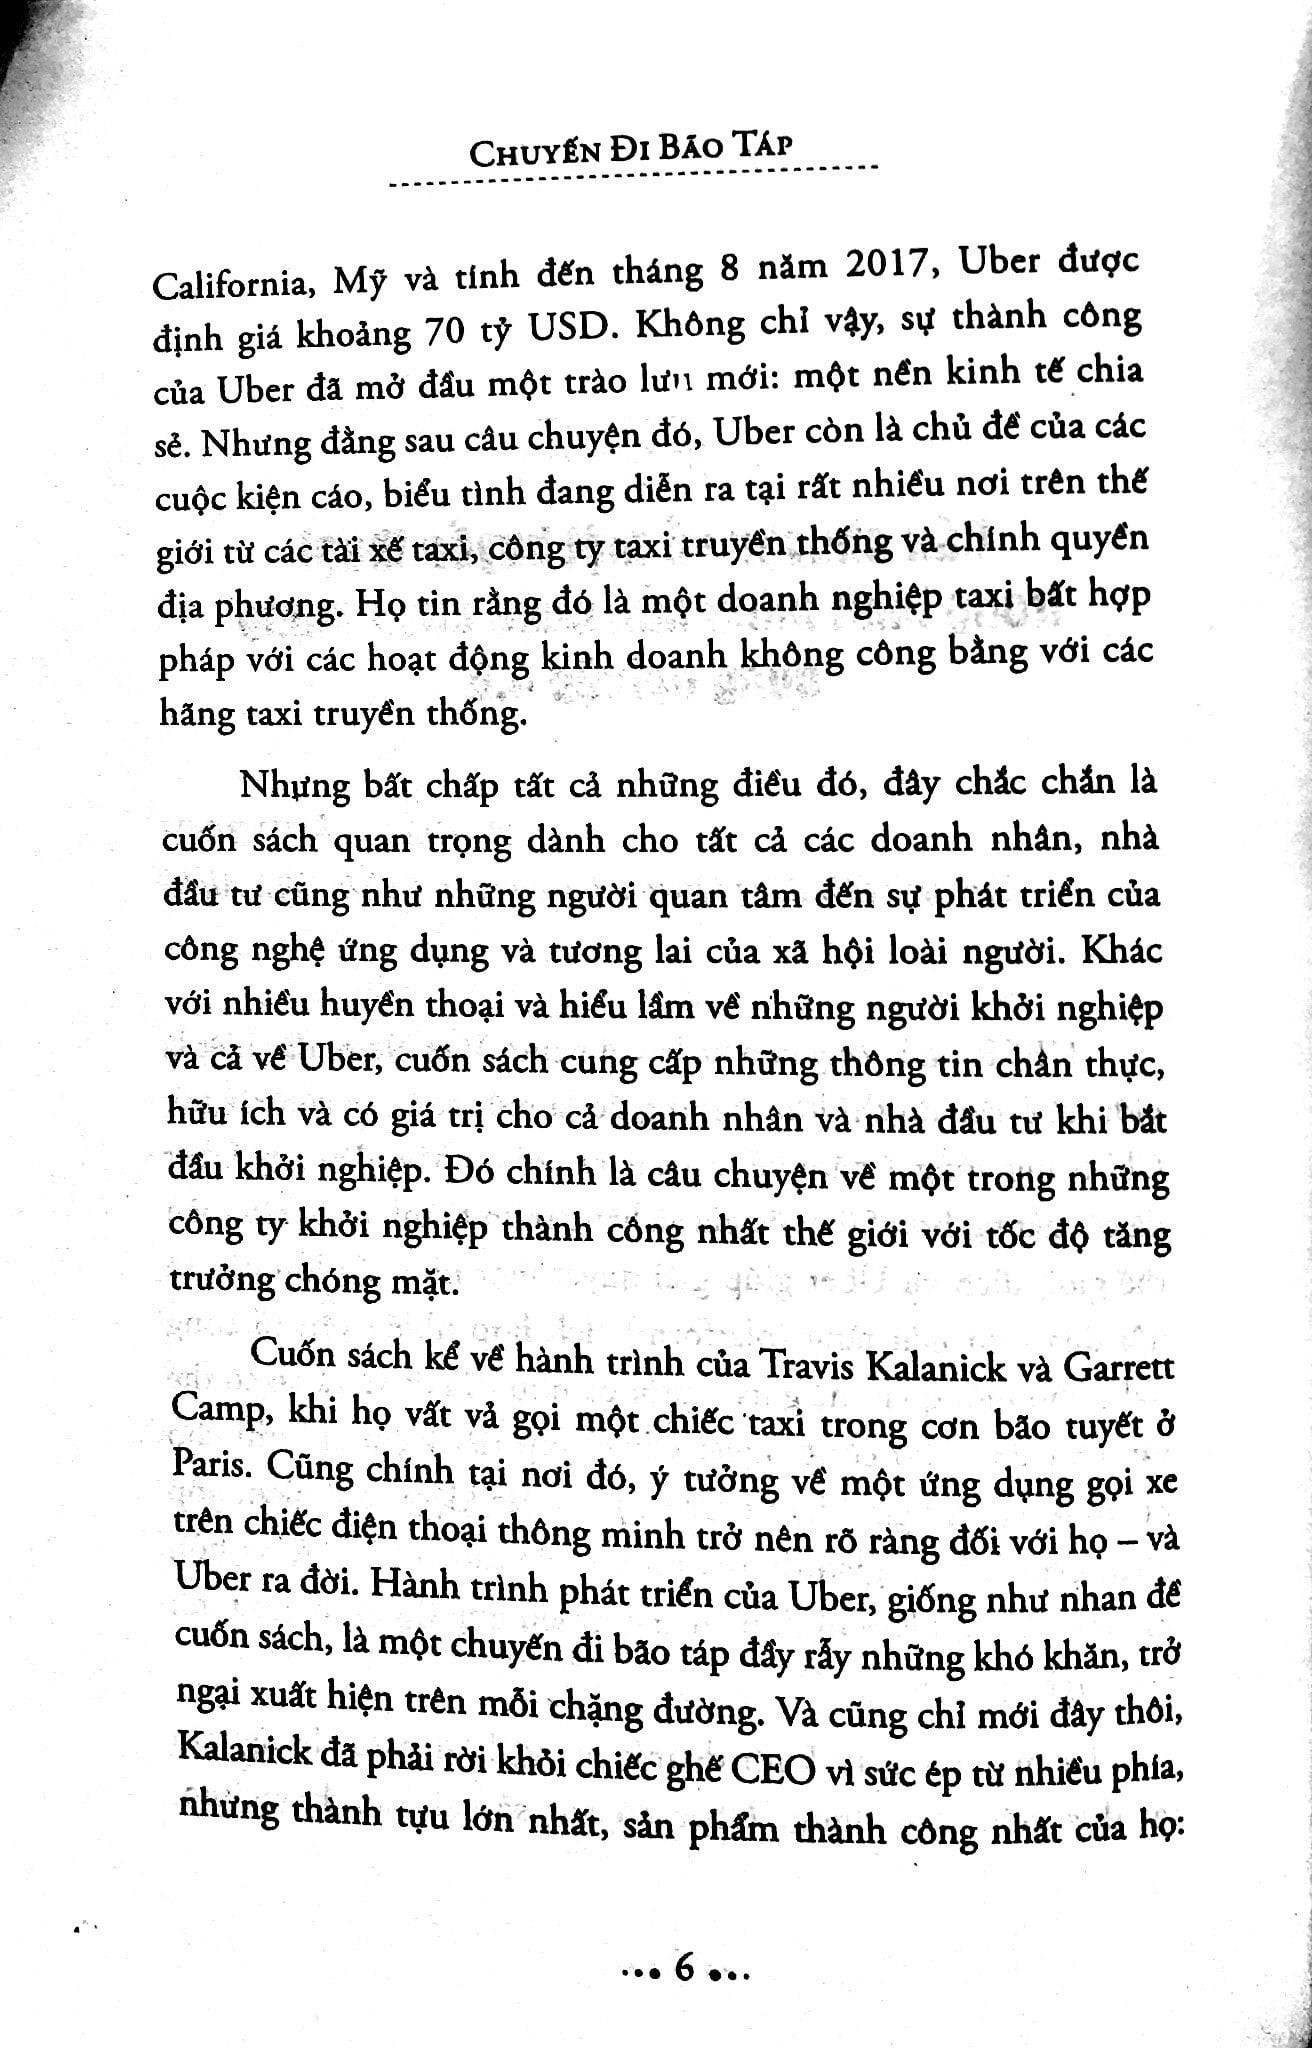 CHUYẾN ĐI BÃO TÁP
California, Mỹ và tính đến tháng 8 năm 2017, Uber được
định giá khoảng 70 tỷ USD. Không chỉ vậy, sự thành công
của Uber đã mở đầu một trào lưu mới: một nền kinh tế chia
sẻ. Nhưng đằng sau câu chuyện đó, Uber còn là chủ đề của các
cuộc kiện cáo, biểu tình đang diễn ra tại rất nhiều nơi trên thế
giới từ các tài xế taxi, công ty taxi truyền thống và chính quyền
địa phương. Họ tin rằng đó là một doanh nghiệp taxi bất hợp
pháp với các hoạt động kinh doanh không công bằng với các
hãng taxi truyền thống.
Nhưng bất chấp tất cả những điều đó, đây chắc chắn là
cuốn sách quan trọng dành cho tất cả các doanh nhân, nhà
đầu tư cũng như những người quan tâm đến sự phát triển của
công nghệ ứng dụng và tương lai của xã hội loài người. Khác
với nhiều huyền thoại và hiểu lầm về những người khởi nghiệp
và cả về Uber, cuốn sách cung cấp những thông tin chân thực,
hữu ích và có giá trị cho cả doanh nhân và nhà đầu tư khi bắt
đầu khởi nghiệp. Đó chính là câu chuyện về một trong những
công ty khởi nghiệp thành công nhất thế giới với tốc độ tăng
trưởng chóng mặt.
Cuốn sách kể về hành trình của Travis Kalanick và Garrett
Camp, khi họ vất vả gọi một chiếc taxi trong cơn bão tuyết ở
Paris. Cũng chính tại nơi đó, ý tưởng về một ứng dụng gọi xe
trên chiếc điện thoại thông minh trở nên rõ ràng đối với họ – và
Uber ra đời. Hành trình phát triển của Uber, giống như nhan đề
cuốn sách, là một chuyến đi bão táp đầy rẫy những khó khăn, trở
ngại xuất hiện trên mỗi chặng đường. Và cũng chỉ mới đây thôi,
Kalanick đã phải rời khỏi chiếc ghế CEO vì sức ép từ nhiều phía,
nhưng thành tựu lớn nhất, sản phẩm thành công nhất của họ:
••• 6 •••